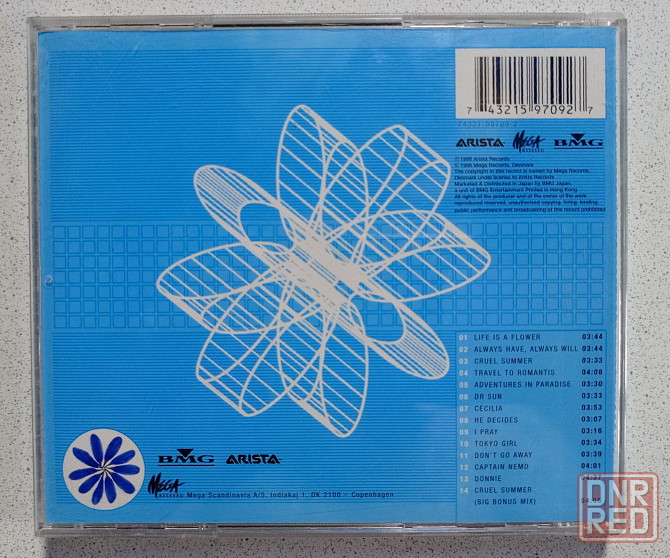 7 43215 97092 7
ARISTA MEGA RECORDS BMG
℗ 1998 Arista Records
© 1998 Mega Records, Denmark
The copyright in this record is owned by Mega Records,
Denmark under license to Arista Records.
Marketed & Distributed in Japan by BMG Japan,
a unit of BMG Entertainment Printed in Hong Kong
All rights of the producer and of the owner of the work
reproduced reserved, unauthorized copying, hiring, lending,
public performance and broadcasting of this record prohibited
01 LIFE IS A FLOWER 03:44
02 ALWAYS HAVE, ALWAYS WILL 03:44
03 CRUEL SUMMER 03:33
04 TRAVEL TO ROMANTIS 04:08
05 ADVENTURES IN PARADISE 03:30
06 DR SUN 03:33
07 CECILIA 03:53
08 HE DECIDES 03:07
09 I PRAY 03:16
10 TOKYO GIRL 03:34
11 DON'T GO AWAY 03:39
12 CAPTAIN NEMO 04:01
13 DONNIE
14 CRUEL SUMMER
(BIG BONUS MIX)
BMG ARISTA
MEGA RECORDS Mega Scandinavia A/S, Indiakaj 1, DK 2100 - Copenhagen
DNR
RED